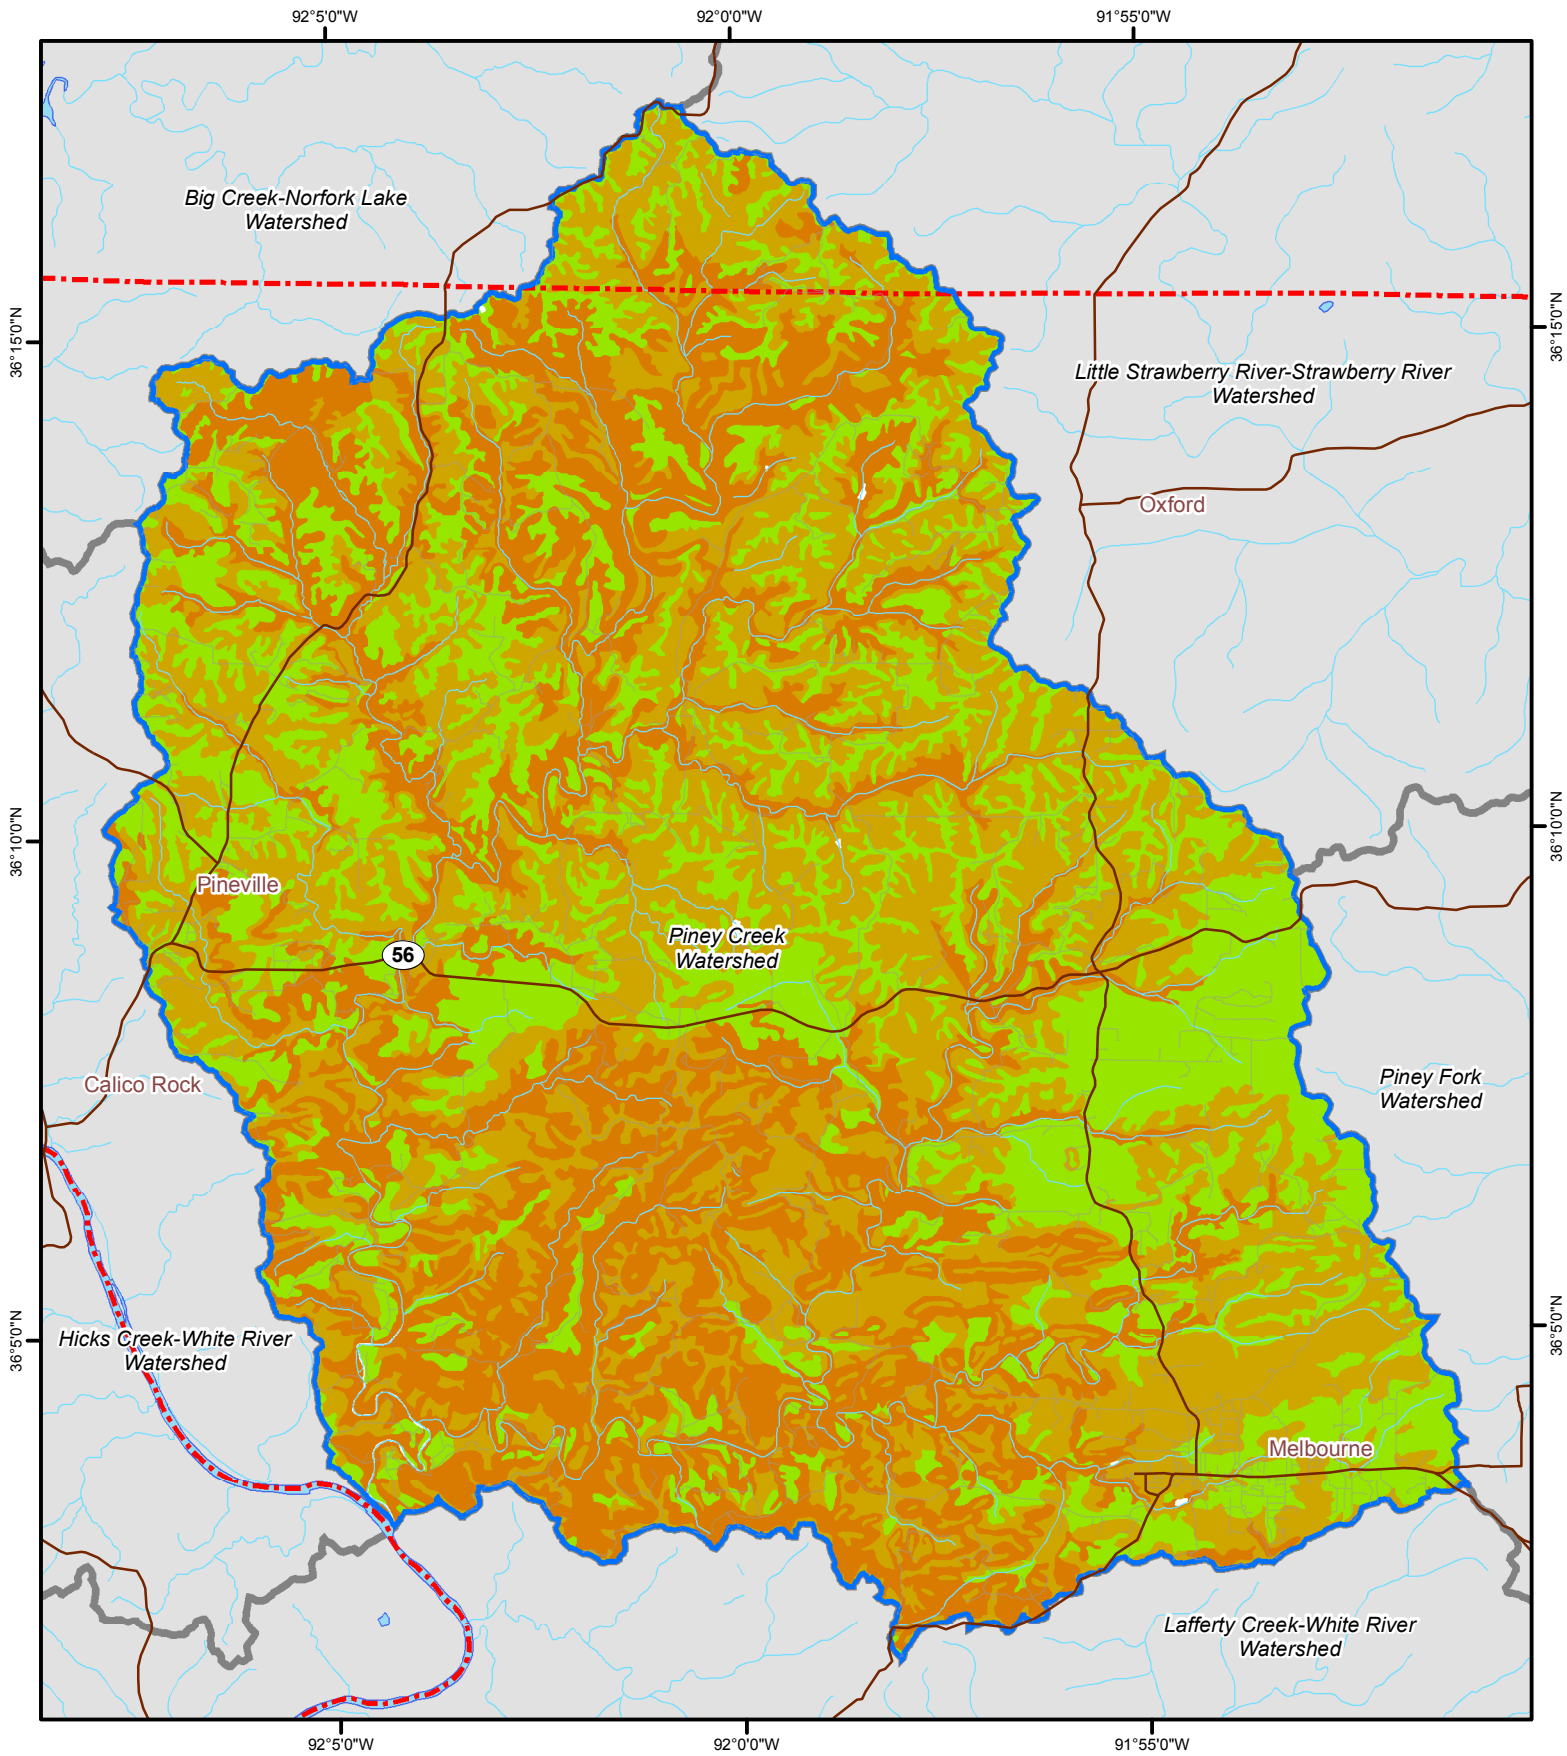 92°5'0"W
92°0'0"W
91°55'0"W
Big Creek-Norfork Lake
Watershed
36°15'0"N
36°15'0"N
Little Strawberry River-Strawberry River
Watershed
Oxford
36°10'0"N
36°10'0"N
Pineville
Piney Creek
Watershed
56
Calico Rock
Piney Fork
Watershed
36°5'0"N
36°5'0"N
Hicks Creek-White River
Watershed
Melbourne
Lafferty Creek-White River
Watershed
92°5'0"W
92°0'0"W
91°55'0"W